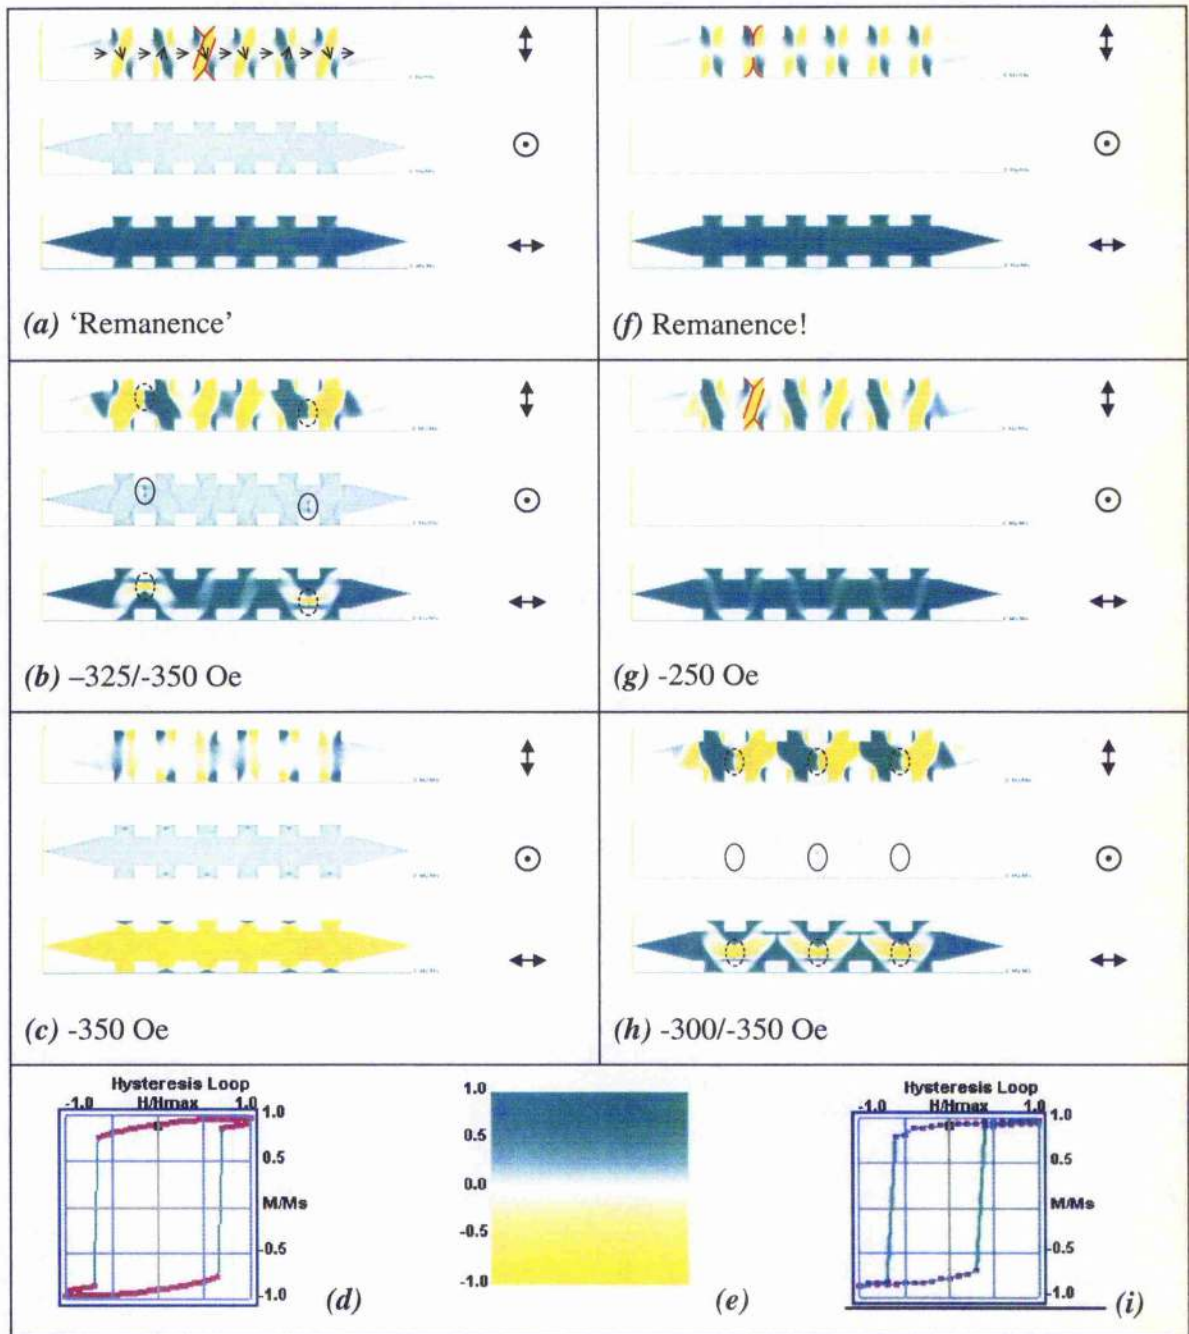 (a) 'Remanence'
(f) Remanence!
(b) –325/-350 Oe
(g) -250 Oe
(c) -350 Oe
(h) -300/-350 Oe
Hysteresis Loop
-1.0 H/Hmax 1.0
1.0
0.5
M/Ms
-0.5
-1.0
(d)
1.0
0.5
0.0
-0.5
-1.0
(e)
Hysteresis Loop
-1.0 H/Hmax 1.0
1.0
0.5
M/Ms
-0.5
-1.0
(i)